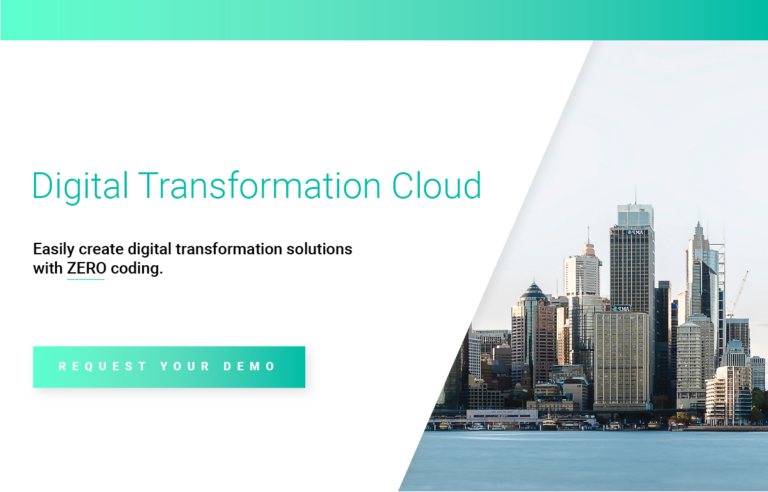 Digital Transformation Cloud
Easily create digital transformation solutions
with ZERO coding.
REQUEST YOUR DEMO